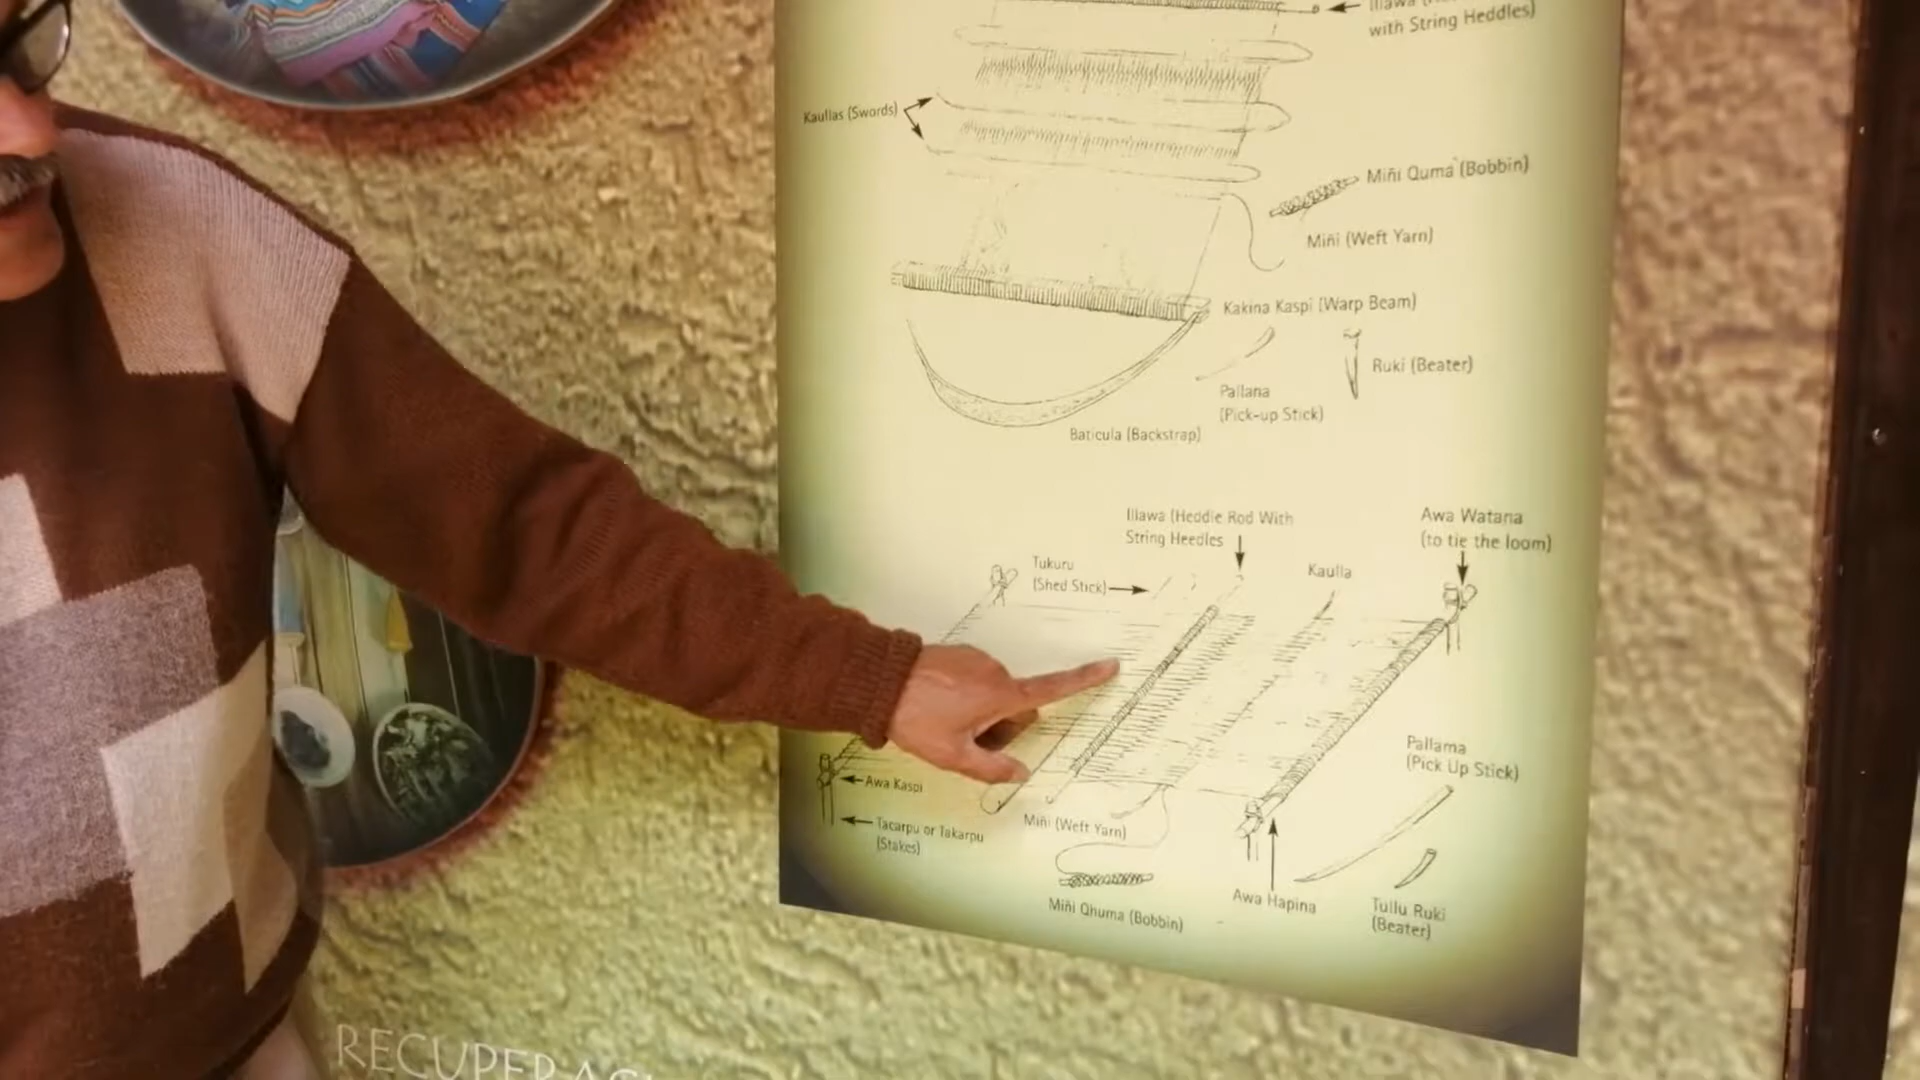 with String Heddles)
Kaullas (Swords)
Miñi Quma (Bobbin)
Miñi (Weft Yarn)
Kakina Kaspi (Warp Beam)
Ruki (Beater)
Pallana
(Pick-up Stick)
Baticula (Backstrap)
Illawa (Heddle Rod With
String Heedles
Awa Watana
(to tie the loom)
Tukuru
(Shed Stick)
Kaulla
Pallama
(Pick Up Stick)
Awa Kaspi
Miñi (Weft Yarn)
Tacarpu or Takarpu
(Stakes)
Awa Hapina
Tullu Ruki
(Beater)
Miñi Qhuma (Bobbin)